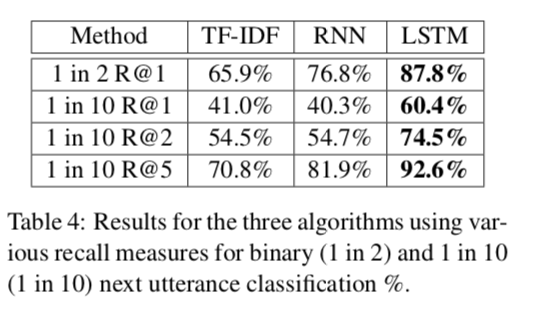 Method TF-IDF RNN LSTM
1 in 2 R@1 65.9% 76.8% 87.8%
1 in 10 R@1 41.0% 40.3% 60.4%
1 in 10 R@2 54.5% 54.7% 74.5%
1 in 10 R@5 70.8% 81.9% 92.6%
Table 4: Results for the three algorithms using var-
ious recall measures for binary (1 in 2) and 1 in 10
(1 in 10) next utterance classification %.